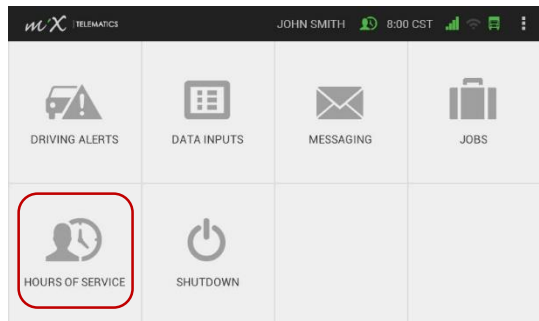 mix TELEMATICS
JOHN SMITH 8:00 CST
DRIVING ALERTS
DATA INPUTS
MESSAGING
JOBS
HOURS OF SERVICE
SHUTDOWN